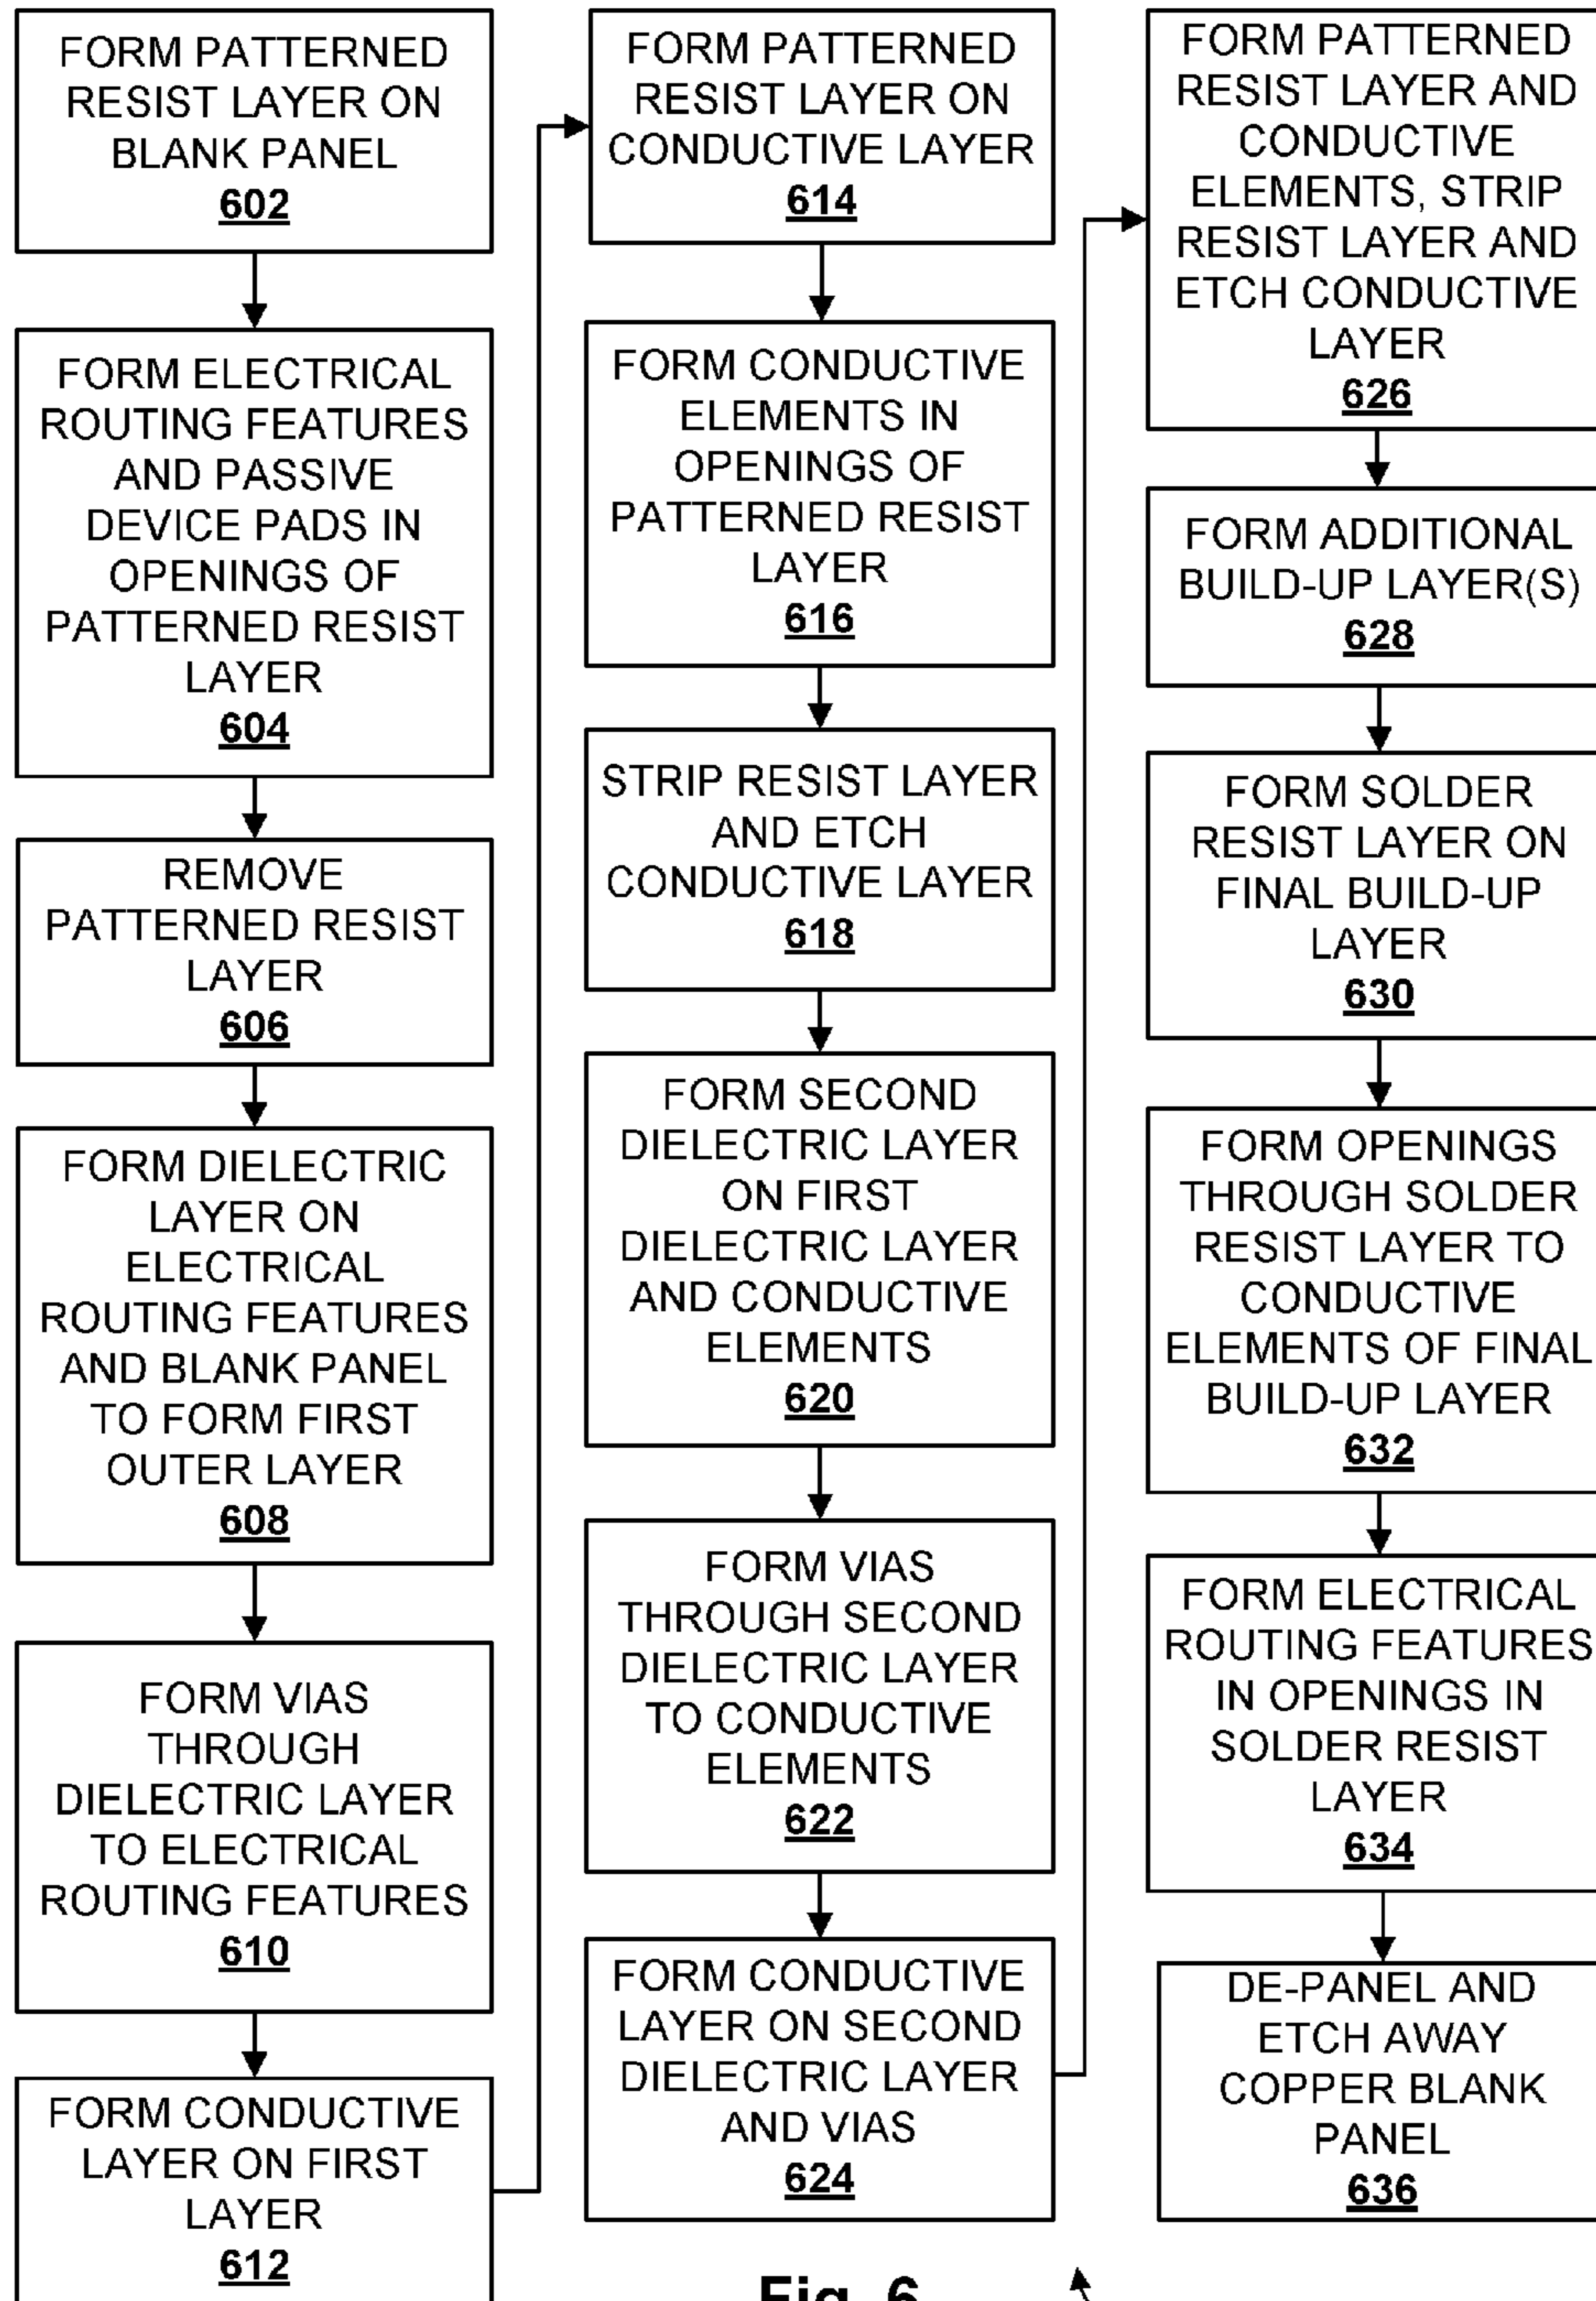 FORM PATTERNED
RESIST LAYER ON
BLANK PANEL
602
FORM ELECTRICAL
ROUTING FEATURES
AND PASSIVE
DEVICE PADS IN
OPENINGS OF
PATTERNED RESIST
LAYER
604
REMOVE
PATTERNED RESIST
LAYER
606
FORM DIELECTRIC
LAYER ON
ELECTRICAL
ROUTING FEATURES
AND BLANK PANEL
TO FORM FIRST
OUTER LAYER
608
FORM VIAS
THROUGH
DIELECTRIC LAYER
TO ELECTRICAL
ROUTING FEATURES
610
FORM CONDUCTIVE
LAYER ON FIRST
LAYER
612
FORM PATTERNED
RESIST LAYER ON
CONDUCTIVE LAYER
614
FORM CONDUCTIVE
ELEMENTS IN
OPENINGS OF
PATTERNED RESIST
LAYER
616
STRIP RESIST LAYER
AND ETCH
CONDUCTIVE LAYER
618
FORM SECOND
DIELECTRIC LAYER
ON FIRST
DIELECTRIC LAYER
AND CONDUCTIVE
ELEMENTS
620
FORM VIAS
THROUGH SECOND
DIELECTRIC LAYER
TO CONDUCTIVE
ELEMENTS
622
FORM CONDUCTIVE
LAYER ON SECOND
DIELECTRIC LAYER
AND VIAS
624
FORM PATTERNED
RESIST LAYER AND
CONDUCTIVE
ELEMENTS, STRIP
RESIST LAYER AND
ETCH CONDUCTIVE
LAYER
626
FORM ADDITIONAL
BUILD-UP LAYER(S)
628
FORM SOLDER
RESIST LAYER ON
FINAL BUILD-UP
LAYER
630
FORM OPENINGS
THROUGH SOLDER
RESIST LAYER TO
CONDUCTIVE
ELEMENTS OF FINAL
BUILD-UP LAYER
632
FORM ELECTRICAL
ROUTING FEATURES
IN OPENINGS IN
SOLDER RESIST
LAYER
634
DE-PANEL AND
ETCH AWAY
COPPER BLANK
PANEL
636
Fig. 6